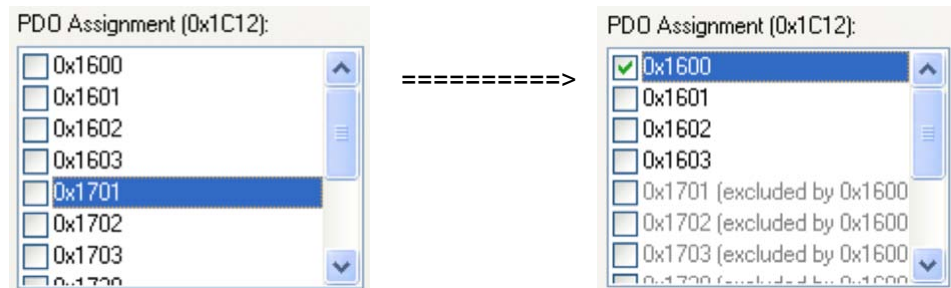 PDO Assignment (0x1C12):
0x1600
0x1601
0x1602
0x1603
0x1701
0x1702
0x1703
==========>
PDO Assignment (0x1C12):
0x1600
0x1601
0x1602
0x1603
0x1701 (excluded by 0x1600
0x1702 (excluded by 0x1600
0x1703 (excluded by 0x1600